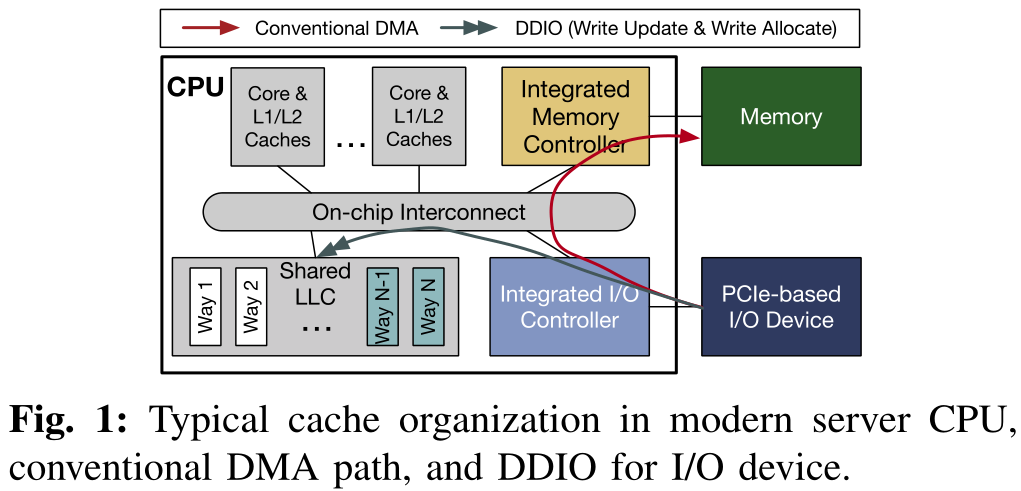 Conventional DMA
DDIO (Write Update & Write Allocate)
CPU
Core &
L1/L2
Caches
...
Core &
L1/L2
Caches
Integrated
Memory
Controller
Memory
On-chip Interconnect
Shared
LLC
Way 1
Way 2
...
Way N-1
Way N
Integrated I/O
Controller
PCIe-based
I/O Device
Fig. 1: Typical cache organization in modern server CPU,
conventional DMA path, and DDIO for I/O device.